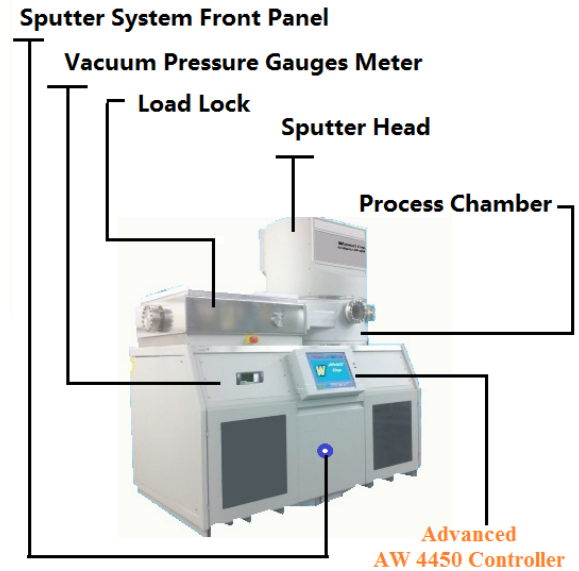 Sputter System Front Panel
Vacuum Pressure Gauges Meter
Load Lock
Sputter Head
Process Chamber
W
Advanced
AW 4450 Controller